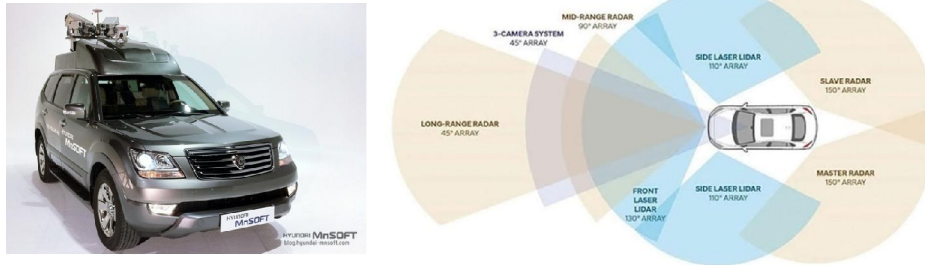 HYUNDAI
MnSOFT
HYUNDAI
MnSOFT
HYUNDAI MnSOFT
blog.hyundai-mnsoft.com
MID-RANGE RADAR
90° ARRAY
3-CAMERA SYSTEM
45° ARRAY
SIDE LASER LIDAR
110° ARRAY
SLAVE RADAR
150° ARRAY
LONG-RANGE RADAR
45° ARRAY
MASTER RADAR
150° ARRAY
FRONT
LASER
LIDAR
130° ARRAY
SIDE LASER LIDAR
110° ARRAY